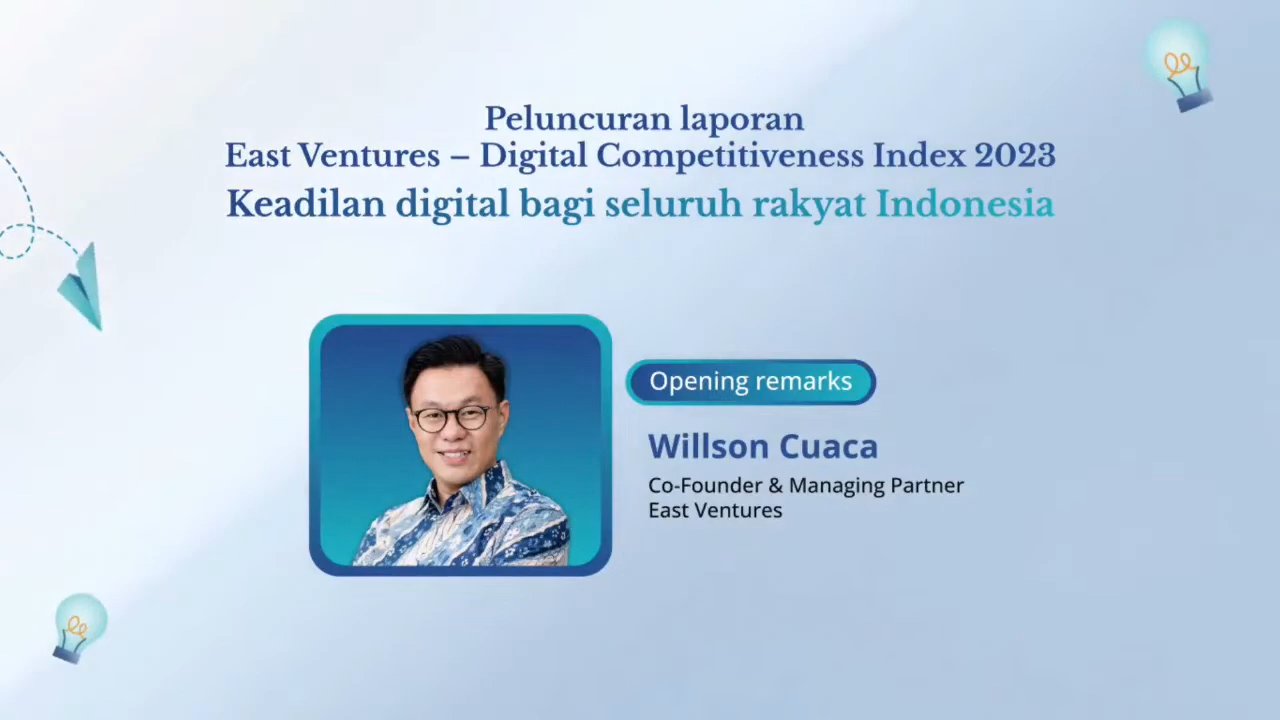 Peluncuran laporan
East Ventures – Digital Competitiveness Index 2023
Keadilan digital bagi seluruh rakyat Indonesia
Opening remarks
Willson Cuaca
Co-Founder & Managing Partner
East Ventures